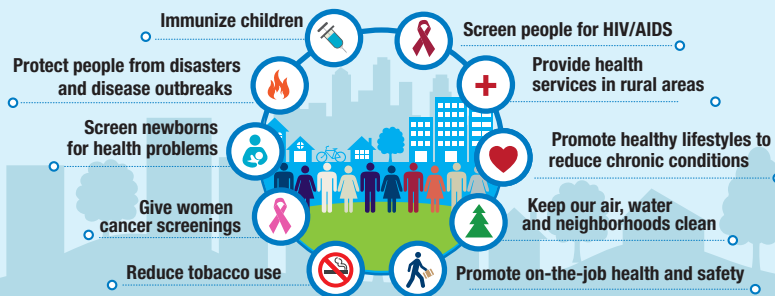 Immunize children
Screen people for HIV/AIDS
Protect people from disasters
and disease outbreaks
Provide health
services in rural areas
Screen newborns
for health problems
Promote healthy lifestyles to
reduce chronic conditions
Give women
cancer screenings
Keep our air, water
and neighborhoods clean
Reduce tobacco use
Promote on-the-job health and safety